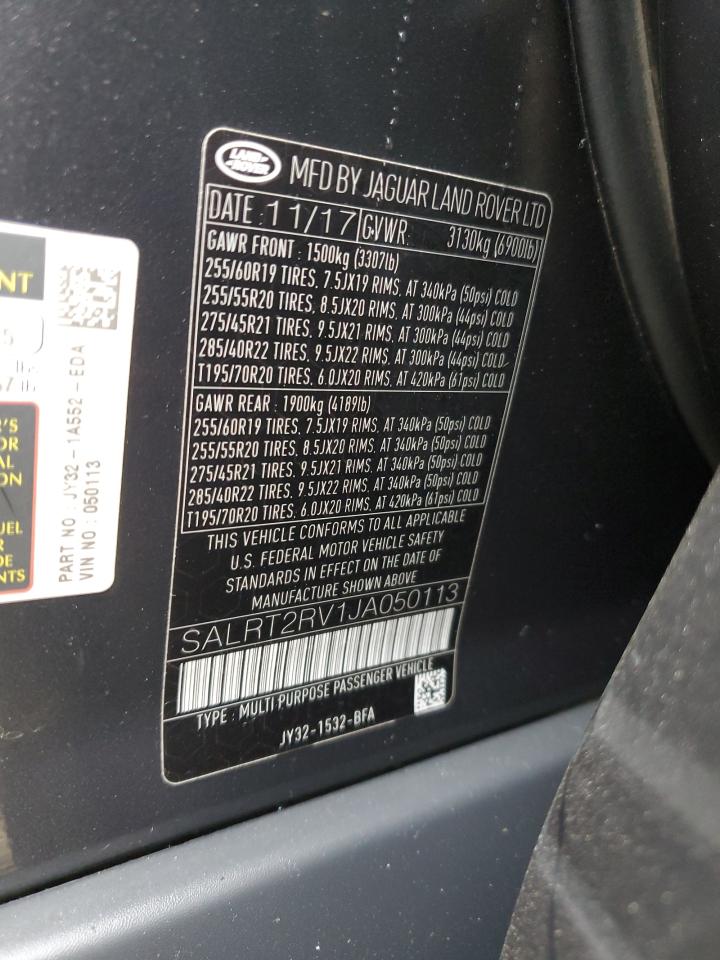 LAND ROVER
MFD BY JAGUAR LAND ROVER LTD
DATE : 11/17 GVWR: 3130kg (6900lb)
GAWR FRONT : 1500kg (3307lb)
255/60R19 TIRES, 7.5JX19 RIMS, AT 340kPa (50psi) COLD
255/55R20 TIRES, 8.5JX20 RIMS, AT 300kPa (44psi) COLD
275/45R21 TIRES, 9.5JX21 RIMS, AT 300kPa (44psi) COLD
285/40R22 TIRES, 9.5JX22 RIMS, AT 300kPa (44psi) COLD
T195/70R20 TIRES, 6.0JX20 RIMS, AT 420kPa (61psi) COLD
GAWR REAR : 1900kg (4189lb)
255/60R19 TIRES, 7.5JX19 RIMS, AT 340kPa (50psi) COLD
255/55R20 TIRES, 8.5JX20 RIMS, AT 340kPa (50psi) COLD
275/45R21 TIRES, 9.5JX21 RIMS, AT 340kPa (50psi) COLD
285/40R22 TIRES, 9.5JX22 RIMS, AT 340kPa (50psi) COLD
T195/70R20 TIRES, 6.0JX20 RIMS, AT 420kPa (61psi) COLD
THIS VEHICLE CONFORMS TO ALL APPLICABLE
U.S. FEDERAL MOTOR VEHICLE SAFETY
STANDARDS IN EFFECT ON THE DATE OF
MANUFACTURE SHOWN ABOVE
SALRT2RV1JA050113
TYPE : MULTI PURPOSE PASSENGER VEHICLE
JY32-1532-BFA
PART NO : JY32-1A552-EDA
VIN NO : 050113